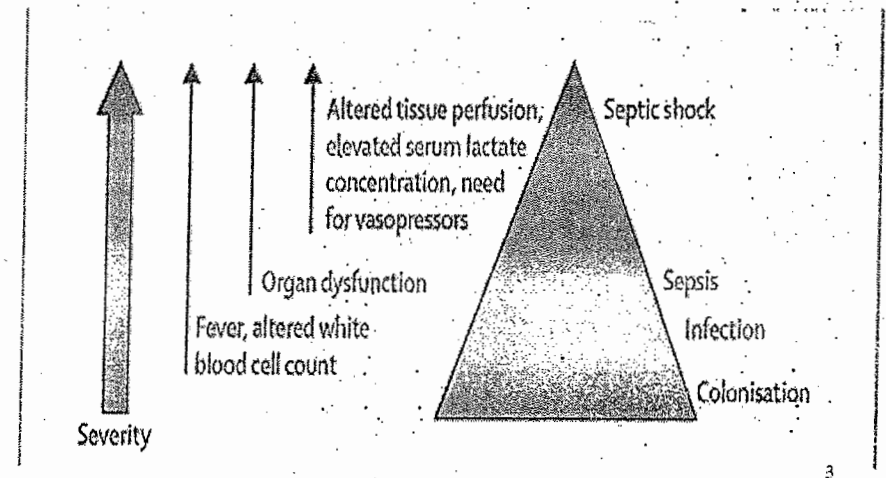 Altered tissue perfusion,
elevated serum lactate
concentration, need
for vasopressors
Septic shock
Organ dysfunction
Sepsis
Fever, altered white
blood cell count
Infection
Colonisation
Severity
3